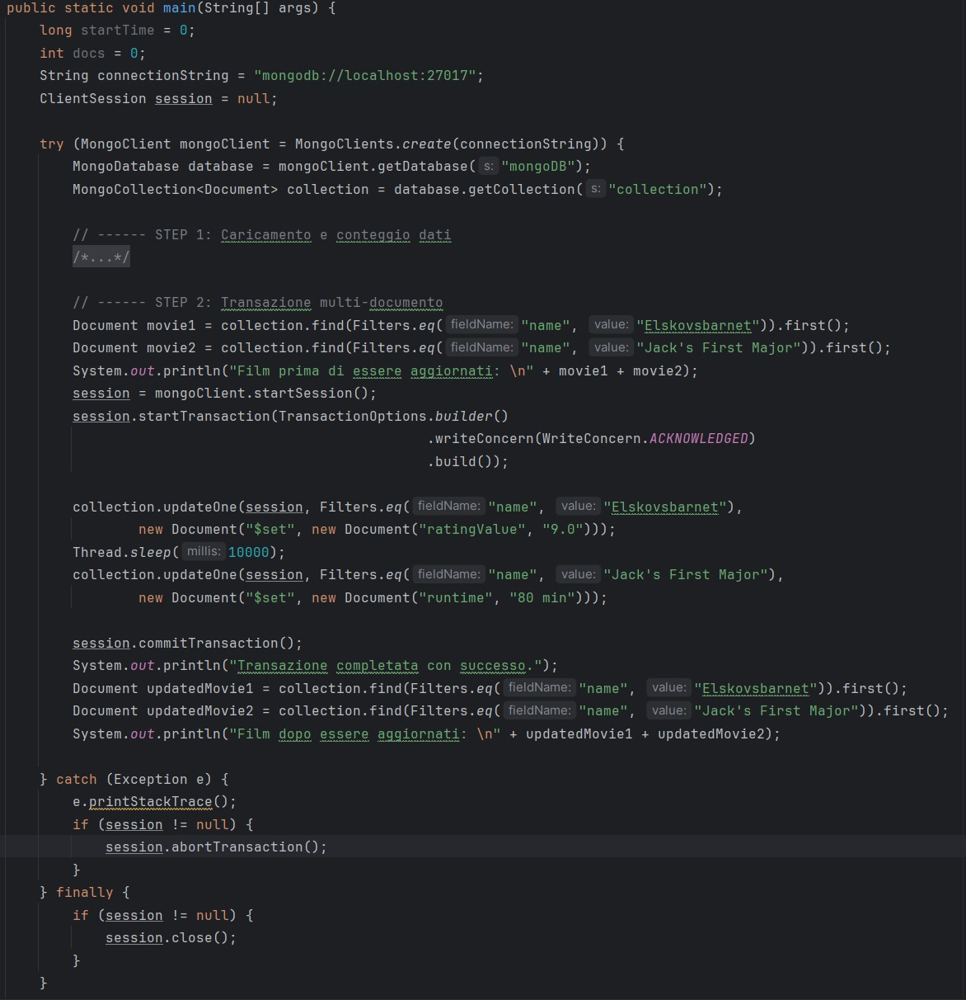 public static void main(String[] args) {
long startTime = 0;
int docs = 0;
String connectionString = "mongodb://localhost:27017";
ClientSession session = null;
try (MongoClient mongoClient = MongoClients.create(connectionString)) {
MongoDatabase database = mongoClient.getDatabase( s: "mongoDB");
MongoCollection<Document> collection = database.getCollection( s: "collection");
// ------ STEP 1: Caricamento e conteggio dati
/*...*/
// ------ STEP 2: Transazione multi-documento
Document movie1 = collection.find(Filters.eq( fieldName: "name", value: "Elskovsbarnet")).first();
Document movie2 = collection.find(Filters.eq( fieldName: "name", value: "Jack's First Major")).first();
System.out.println("Film prima di essere aggiornati: \n" + movie1 + movie2);
session = mongoClient.startSession();
session.startTransaction(TransactionOptions.builder()
.writeConcern(WriteConcern.ACKNOWLEDGED)
.build());
collection.updateOne(session, Filters.eq( fieldName: "name", value: "Elskovsbarnet"),
new Document("$set", new Document("ratingValue", "9.0")));
Thread.sleep( millis: 10000);
collection.updateOne(session, Filters.eq( fieldName: "name", value: "Jack's First Major"),
new Document("$set", new Document("runtime", "80 min")));
session.commitTransaction();
System.out.println("Transazione completata con successo.");
Document updatedMovie1 = collection.find(Filters.eq( fieldName: "name", value: "Elskovsbarnet")).first();
Document updatedMovie2 = collection.find(Filters.eq( fieldName: "name", value: "Jack's First Major")).first();
System.out.println("Film dopo essere aggiornati: \n" + updatedMovie1 + updatedMovie2);
} catch (Exception e) {
e.printStackTrace();
if (session != null) {
session.abortTransaction();
}
} finally {
if (session != null) {
session.close();
}
}